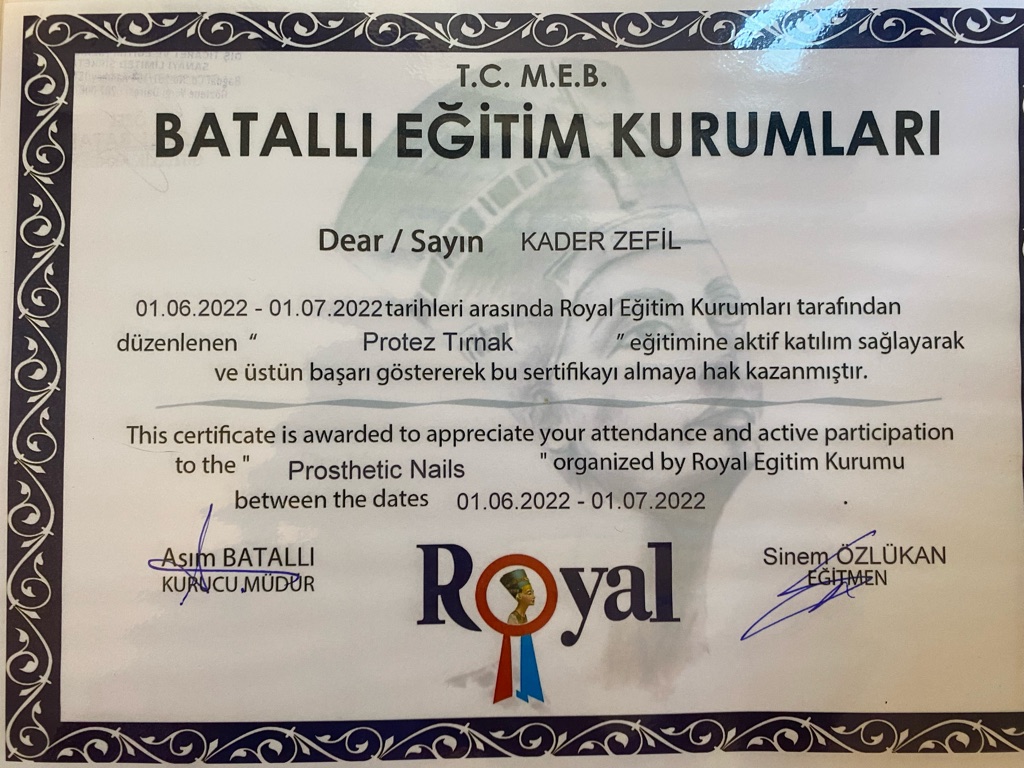 T.C. M.E.B.
BATALLI EĞİTİM KURUMLARI
Dear / Sayın KADER ZEFİL
01.06.2022 - 01.07.2022 tarihleri arasında Royal Eğitim Kurumları tarafından
düzenlenen “ Protez Tırnak ” eğitimine aktif katılım sağlayarak
ve üstün başarı göstererek bu sertifikayı almaya hak kazanmıştır.
This certificate is awarded to appreciate your attendance and active participation
to the " Prosthetic Nails " organized by Royal Egitim Kurumu
between the dates 01.06.2022 - 01.07.2022
Asım BATALLI
KURUCU.MÜDÜR
Royal
Sinem ÖZLÜKAN
EĞİTMEN